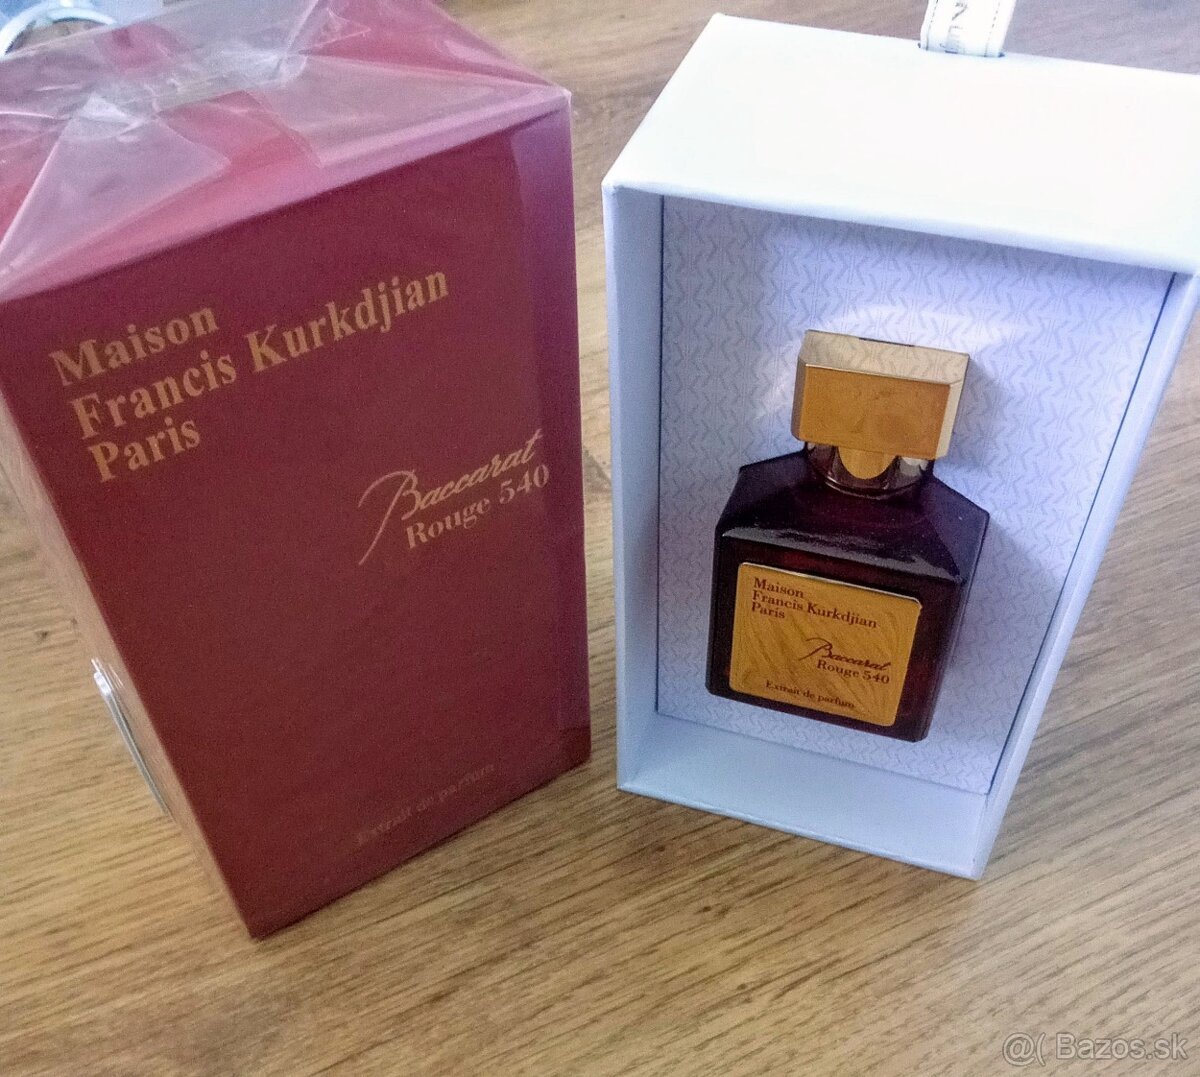 Maison
Francis Kurkdjian
Paris
Baccarat
Rouge 540
Extrait de parfum
Maison
Francis Kurkdjian
Paris
Baccarat
Rouge 540
Extrait de parfum
@( Bazos.sk